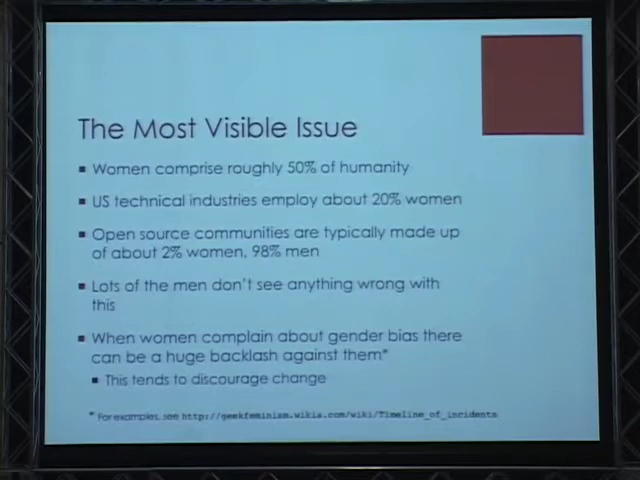 The Most Visible Issue
▪ Women comprise roughly 50% of humanity
▪ US technical industries employ about 20% women
▪ Open source communities are typically made up
of about 2% women, 98% men
▪ Lots of the men don't see anything wrong with
this
▪ When women complain about gender bias there
can be a huge backlash against them*
▪ This tends to discourage change
* For examples see http://geekfeminism.wikia.com/wiki/Timeline_of_incidents